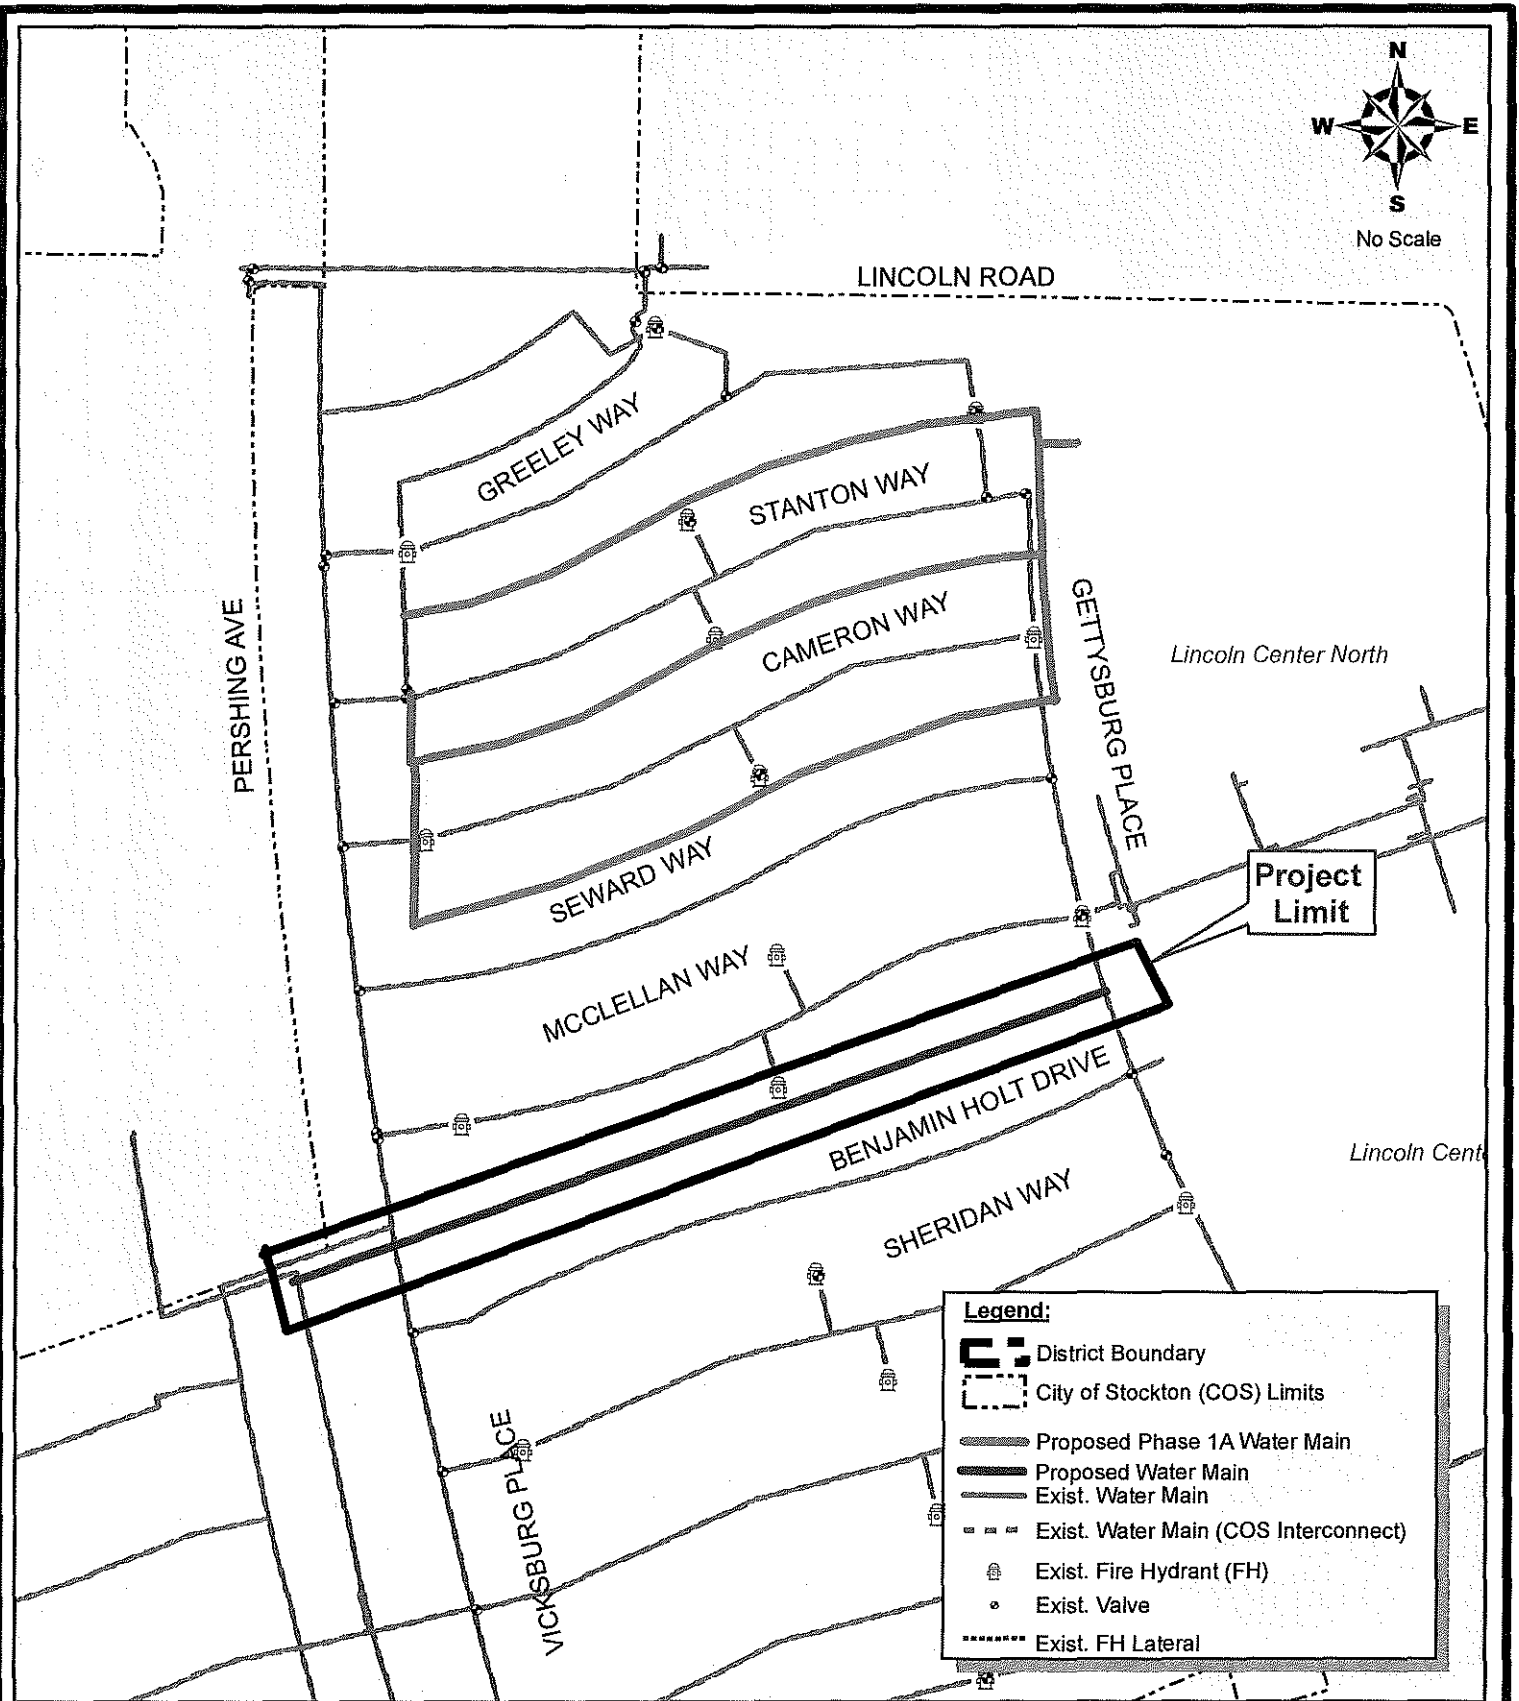 N
W E
S
No Scale
LINCOLN ROAD
GREELEY WAY
STANTON WAY
CAMERON WAY
PERSHING AVE
GETTYSBURG PLACE
Lincoln Center North
SEWARD WAY
Project
Limit
MCCLELLAN WAY
BENJAMIN HOLT DRIVE
Lincoln Cent
SHERIDAN WAY
VICKSBURG PLACE
Legend:
District Boundary
City of Stockton (COS) Limits
Proposed Phase 1A Water Main
Proposed Water Main
Exist. Water Main
Exist. Water Main (COS Interconnect)
Exist. Fire Hydrant (FH)
Exist. Valve
Exist. FH Lateral